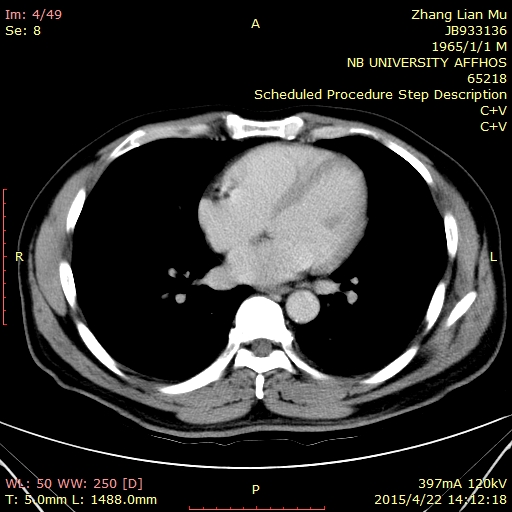 Im: 4/49
Se: 8
A
Zhang Lian Mu
JB933136
1965/1/1 M
NB UNIVERSITY AFFHOS
65218
Scheduled Procedure Step Description
C+V
C+V
R
L
WL: 50 WW: 250 [D]
T: 5.0mm L: 1488.0mm
P
397mA 120kV
2015/4/22 14:12:18